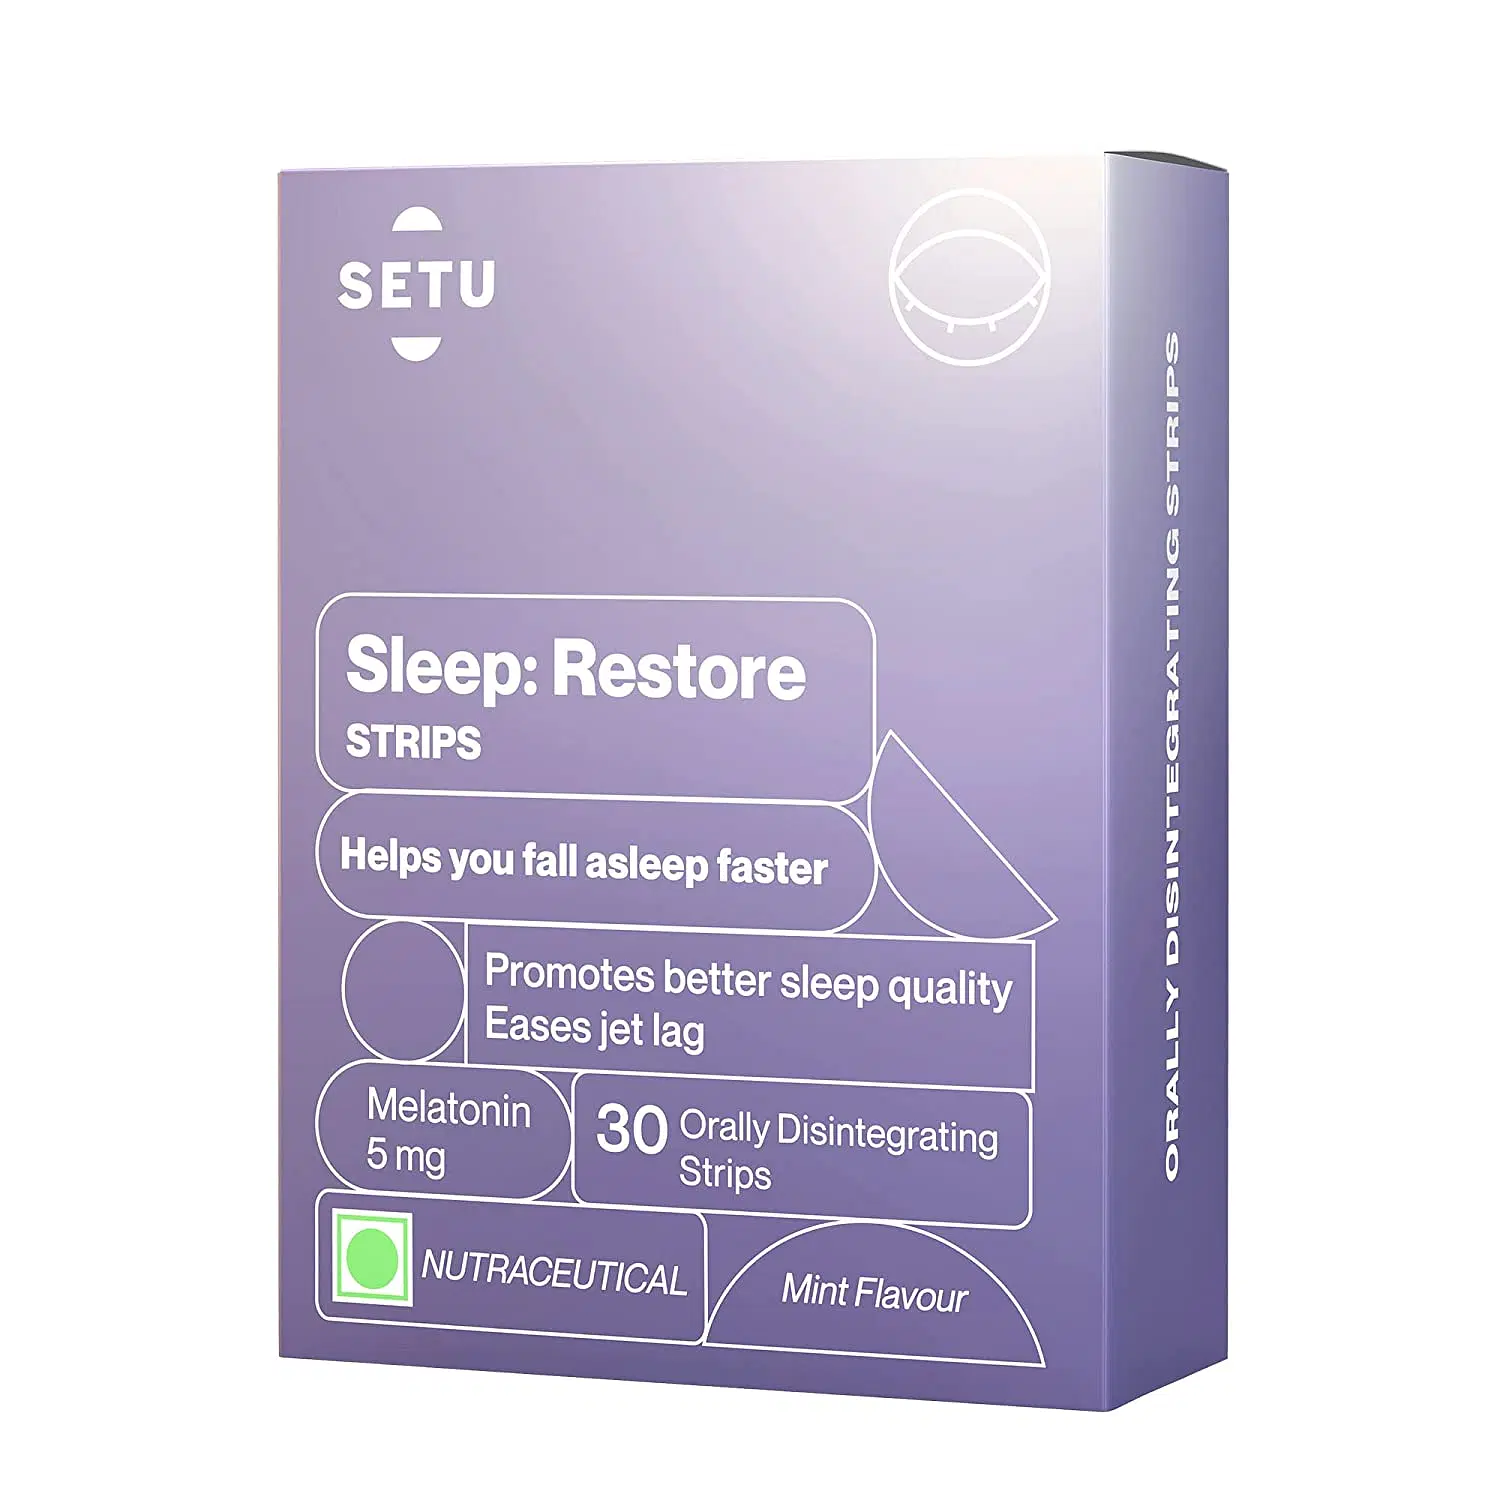 SETU
Sleep: Restore
STRIPS
Helps you fall asleep faster
Promotes better sleep quality
Eases jet lag
Melatonin
5 mg
30 Orally Disintegrating
Strips
NUTRACEUTICAL
Mint Flavour
ORALLY DISINTEGRATING STRIPS